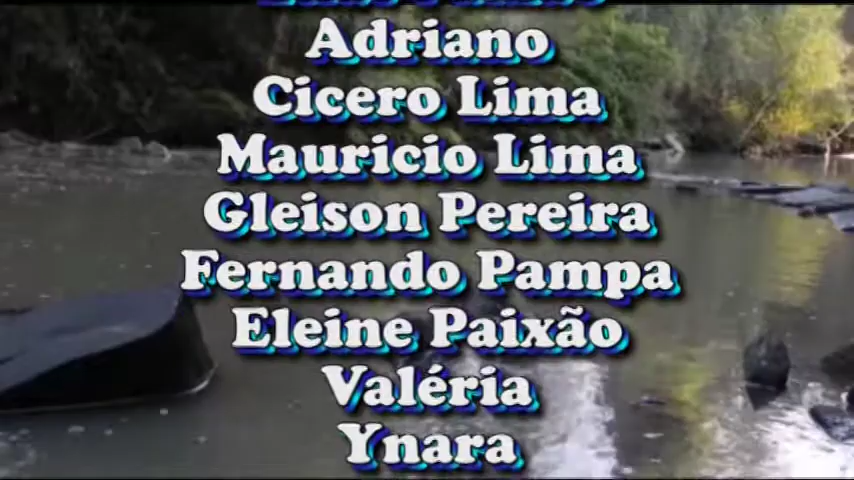 Adriano
Cicero Lima
Mauricio Lima
Gleison Pereira
Fernando Pampa
Eleine Paixão
Valéria
Ynara